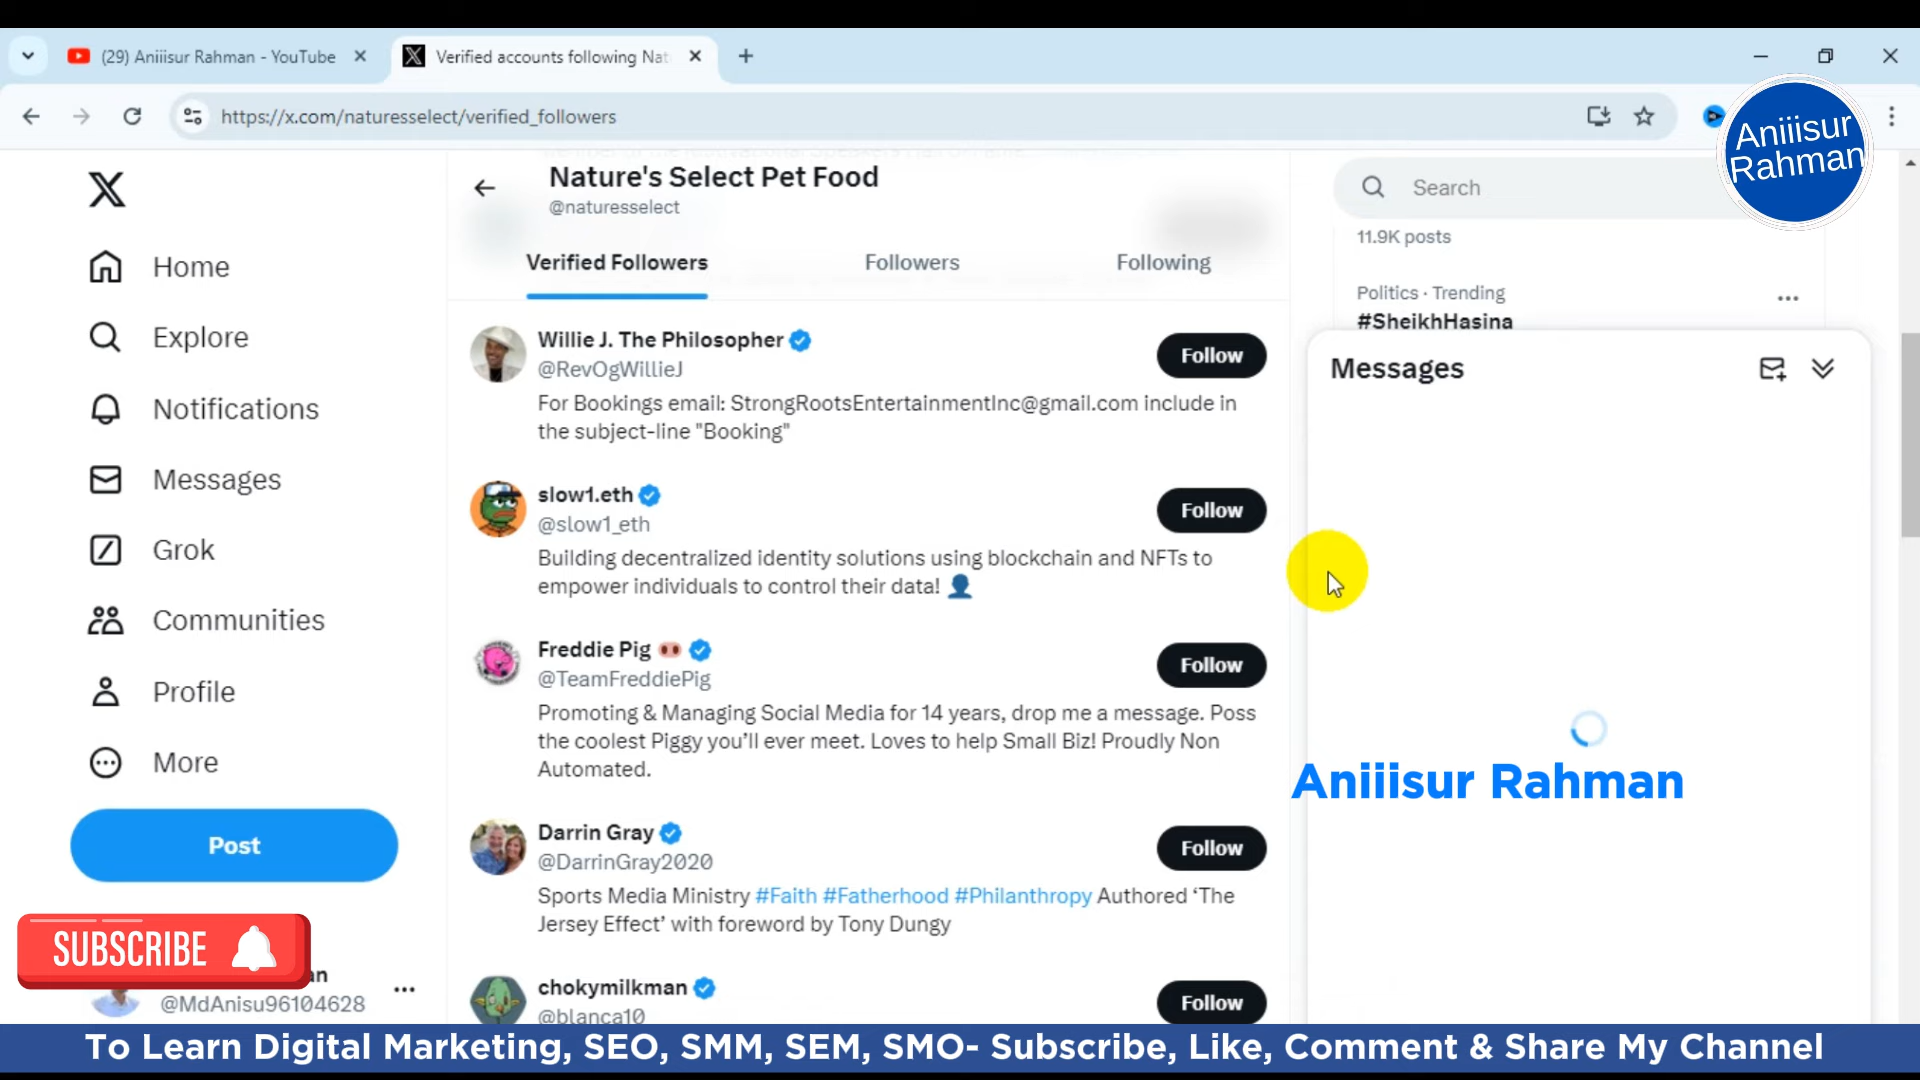 (29) Aniiisur Rahman - YouTube
Verified accounts following Nat
https://x.com/naturesselect/verified_followers
Aniiisur
Rahman
Home
Explore
Notifications
Messages
Grok
Communities
Profile
More
Post
SUBSCRIBE
an
@MdAnisu96104628
Nature's Select Pet Food
@naturesselect
Verified Followers
Followers
Following
Willie J. The Philosopher
@RevOgWillieJ
Follow
For Bookings email: StrongRootsEntertainmentInc@gmail.com include in
the subject-line "Booking"
slow1.eth
@slow1_eth
Follow
Building decentralized identity solutions using blockchain and NFTs to
empower individuals to control their data! 👤
Freddie Pig 🐽
@TeamFreddiePig
Follow
Promoting & Managing Social Media for 14 years, drop me a message. Poss
the coolest Piggy you’ll ever meet. Loves to help Small Biz! Proudly Non
Automated.
Darrin Gray
@DarrinGray2020
Follow
Sports Media Ministry #Faith #Fatherhood #Philanthropy Authored ‘The
Jersey Effect’ with foreword by Tony Dungy
chokymilkman
@blanca10
Follow
Search
11.9K posts
Politics · Trending
#SheikhHasina
Messages
Aniiisur Rahman
To Learn Digital Marketing, SEO, SMM, SEM, SMO- Subscribe, Like, Comment & Share My Channel